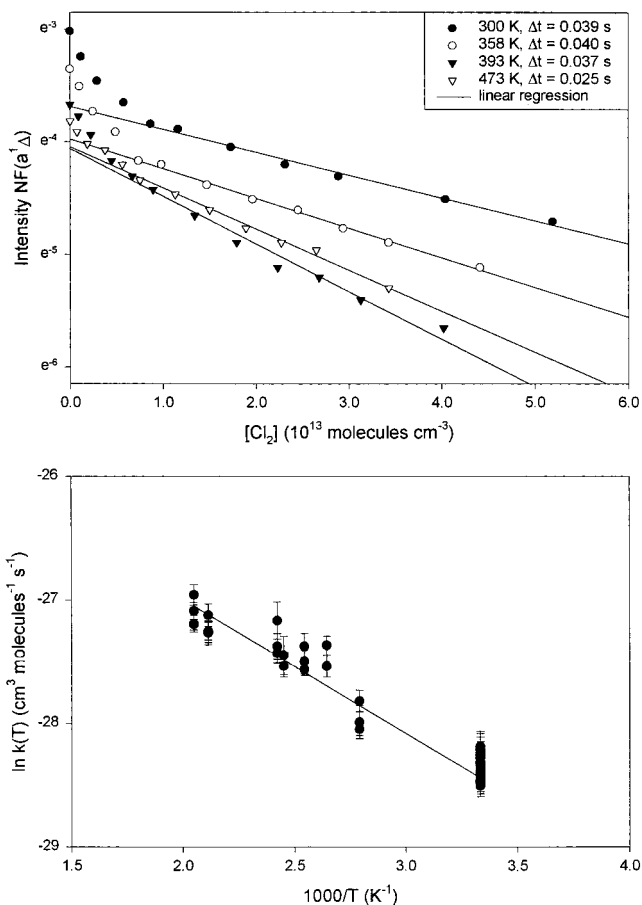 e⁻³
e⁻⁴
e⁻⁵
e⁻⁶
Intensity NF(a¹Δ)
● 300 K, Δt = 0.039 s
○ 358 K, Δt = 0.040 s
▼ 393 K, Δt = 0.037 s
▽ 473 K, Δt = 0.025 s
linear regression
0.0 1.0 2.0 3.0 4.0 5.0 6.0
[Cl₂] (10¹³ molecules cm⁻³)
-26
-27
-28
-29
ln k(T) (cm³ molecules⁻¹ s⁻¹)
1.5 2.0 2.5 3.0 3.5 4.0
1000/T (K⁻¹)